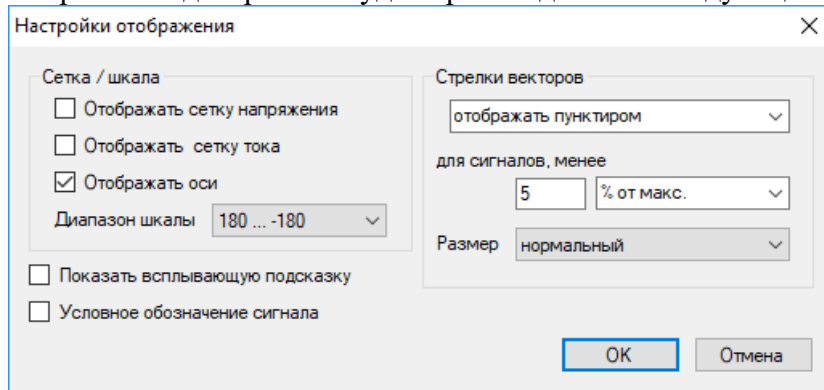 Настройки отображения
Сетка / шкала
Отображать сетку напряжения
Отображать сетку тока
Отображать оси
Диапазон шкалы 180 ... -180
Показать всплывающую подсказку
Условное обозначение сигнала
Стрелки векторов
отображать пунктиром
для сигналов, менее
5 % от макс.
Размер нормальный
OK Отмена